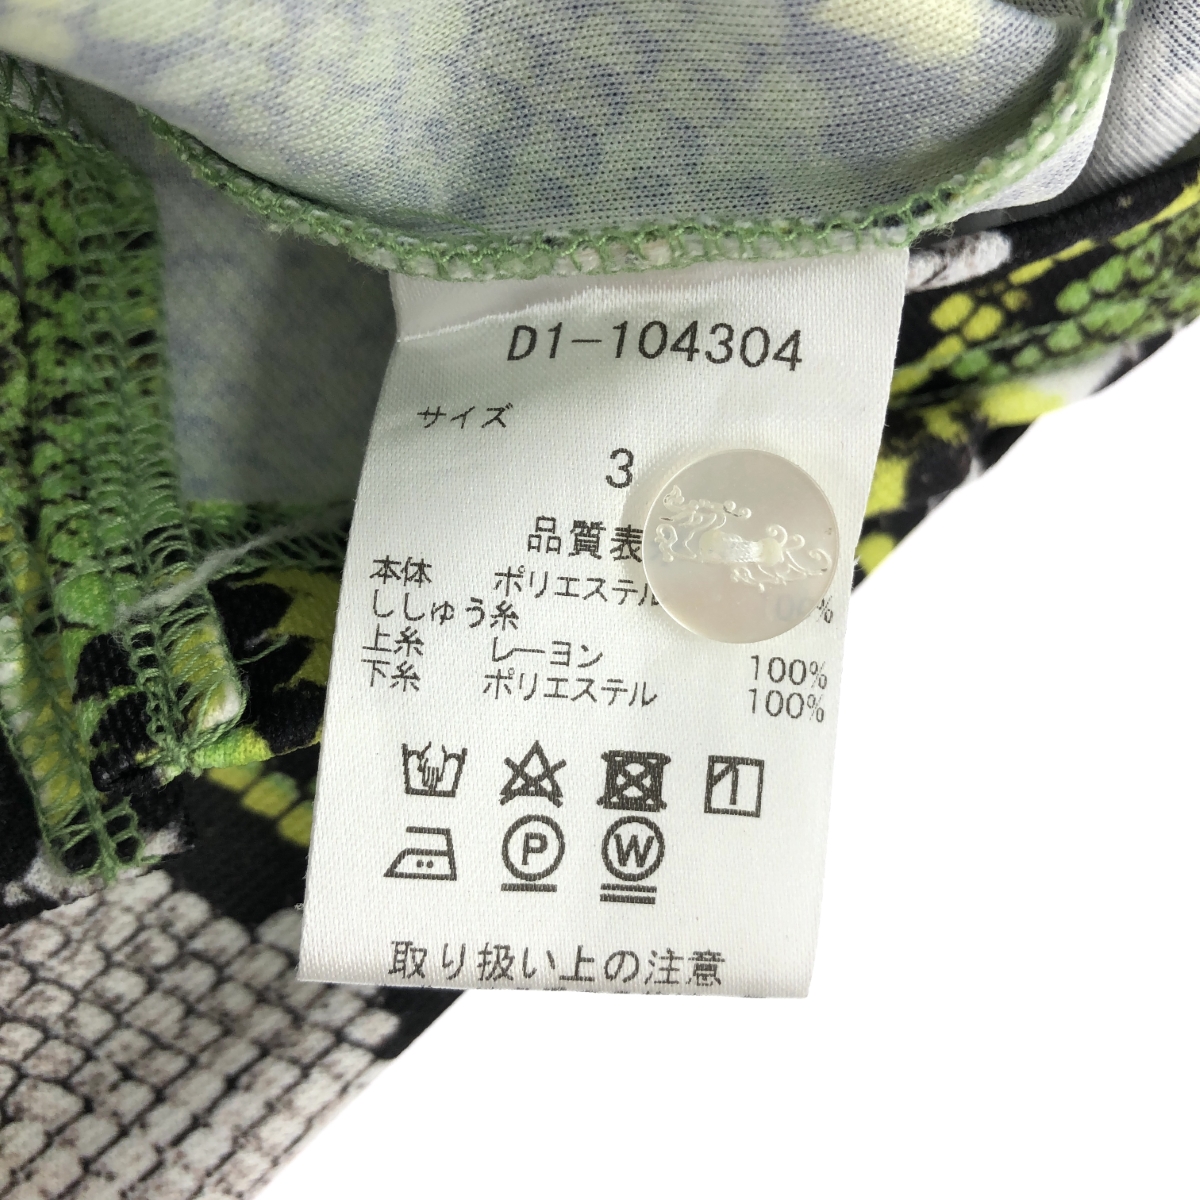 D1-104304
サイズ
3
品質表
本体 ポリエステル 100%
ししゅう糸
上糸 レーヨン 100%
下糸 ポリエステル 100%
P W
取り扱い上の注意